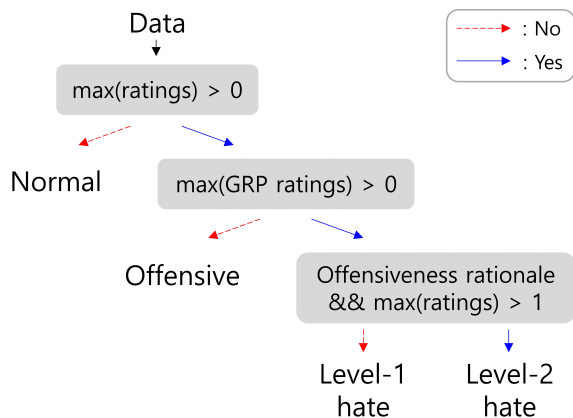 Data
: No
: Yes
max(ratings) > 0
Normal
max(GRP ratings) > 0
Offensive
Offensiveness rationale
&& max(ratings) > 1
Level-1
hate
Level-2
hate